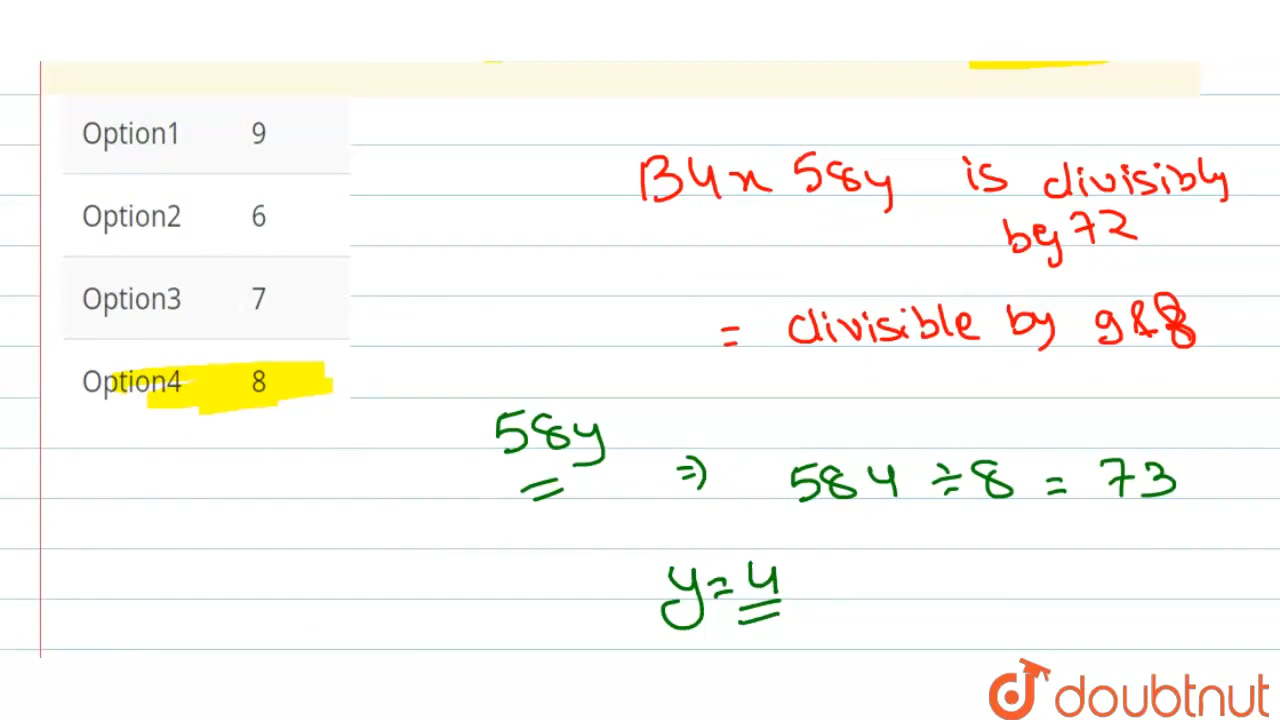 Option1 9
Option2 6
Option3 7
Option4 8
134x 58y is divisibly
by 72
= divisible by 9 & 8
58y
⇒ 584 ÷ 8 = 73
y = 4
doubtnut